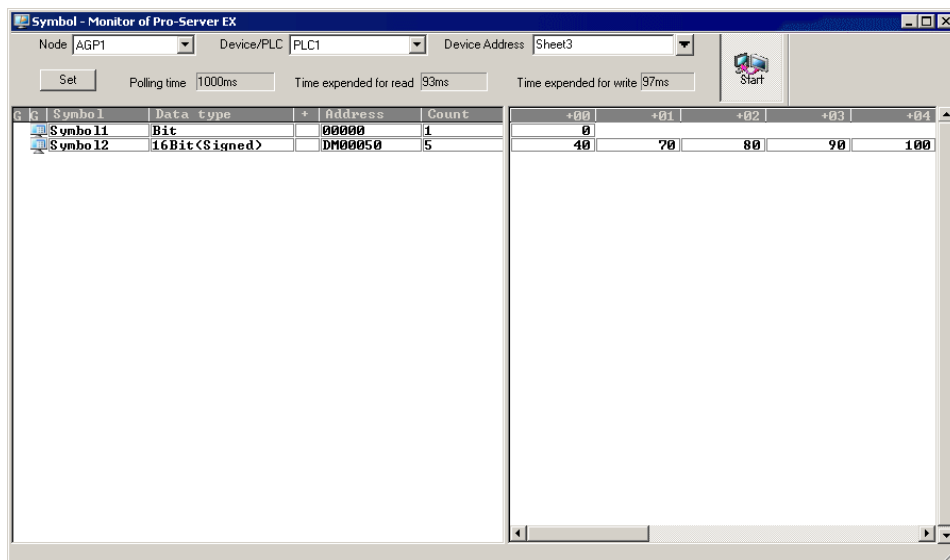 Symbol - Monitor of Pro-Server EX
Node AGP1 Device/PLC PLC1 Device Address Sheet3
Set Polling time 1000ms Time expended for read 93ms Time expended for write 97ms Start
G G Symbol Data type + Address Count +00 +01 +02 +03 +04
Symbol1 Bit 00000 1 0
Symbol2 16Bit(Signed) DM00050 5 40 70 80 90 100